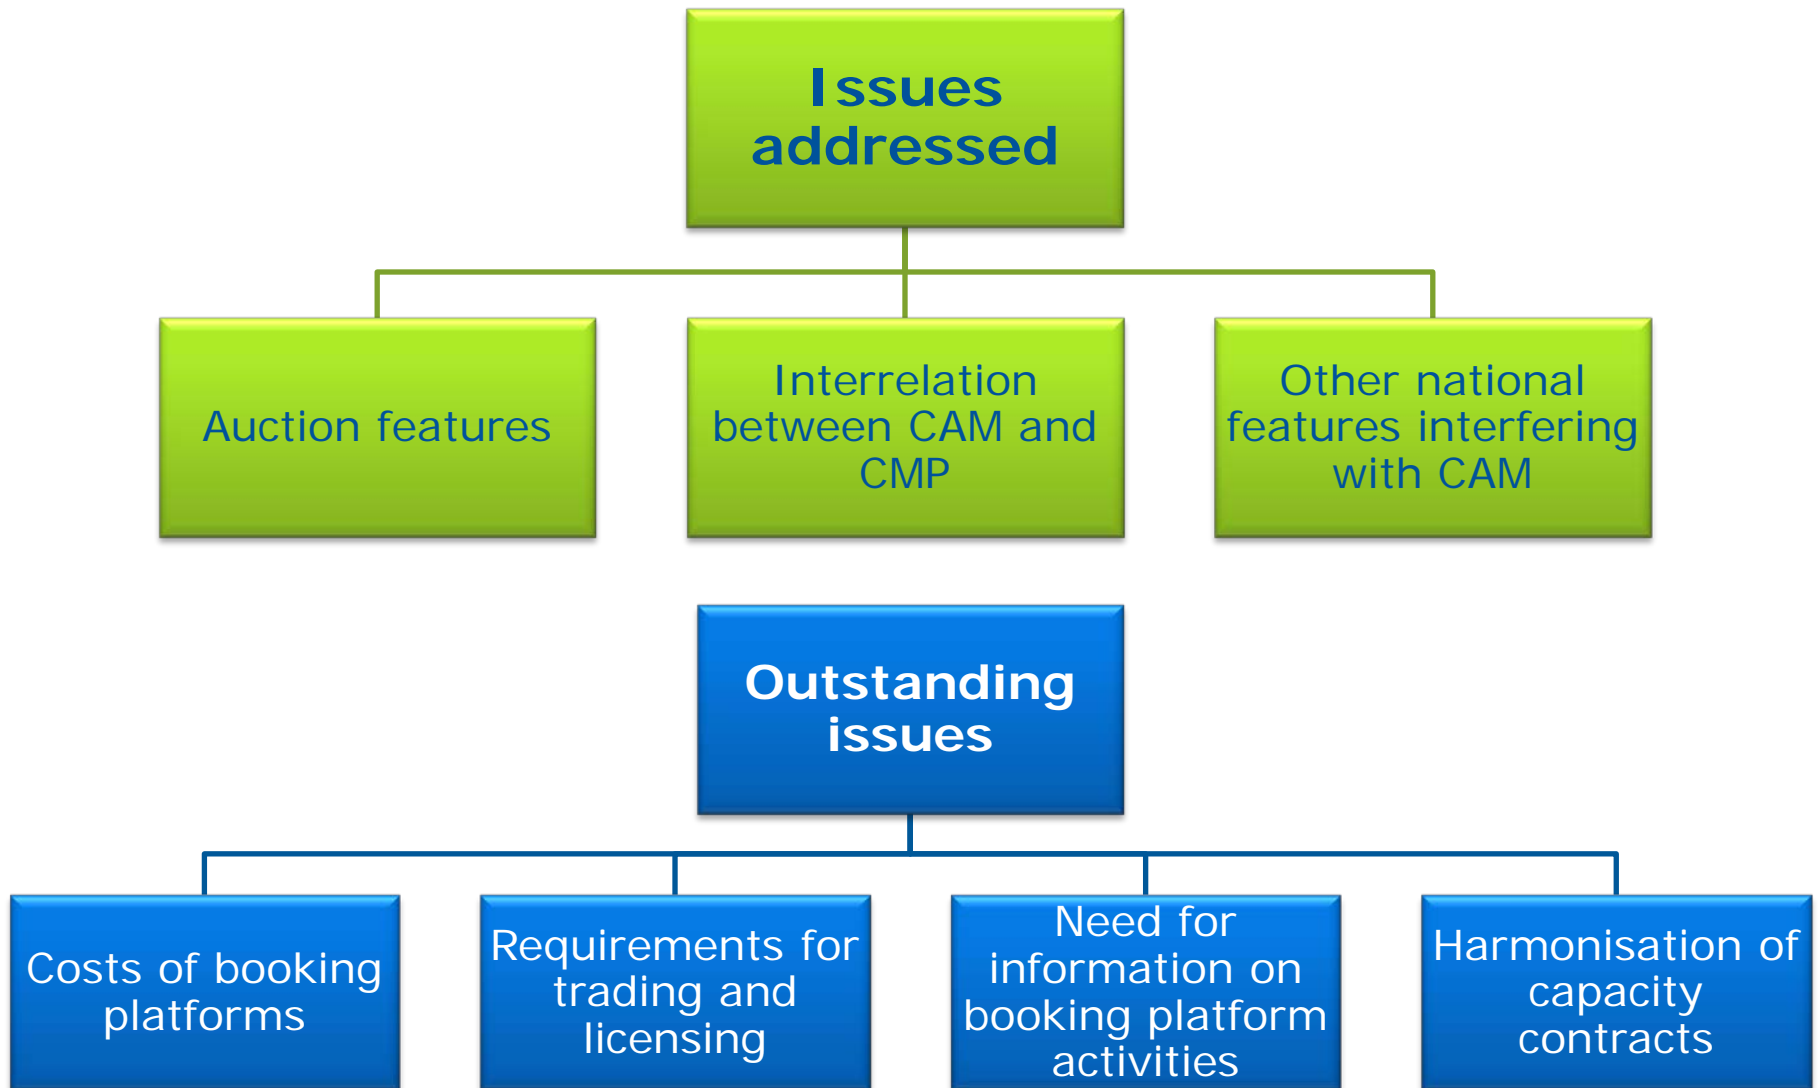 Issues
addressed
Auction features
Interrelation
between CAM and
CMP
Other national
features interfering
with CAM
Outstanding
issues
Costs of booking
platforms
Requirements for
trading and
licensing
Need for
information on
booking platform
activities
Harmonisation of
capacity
contracts